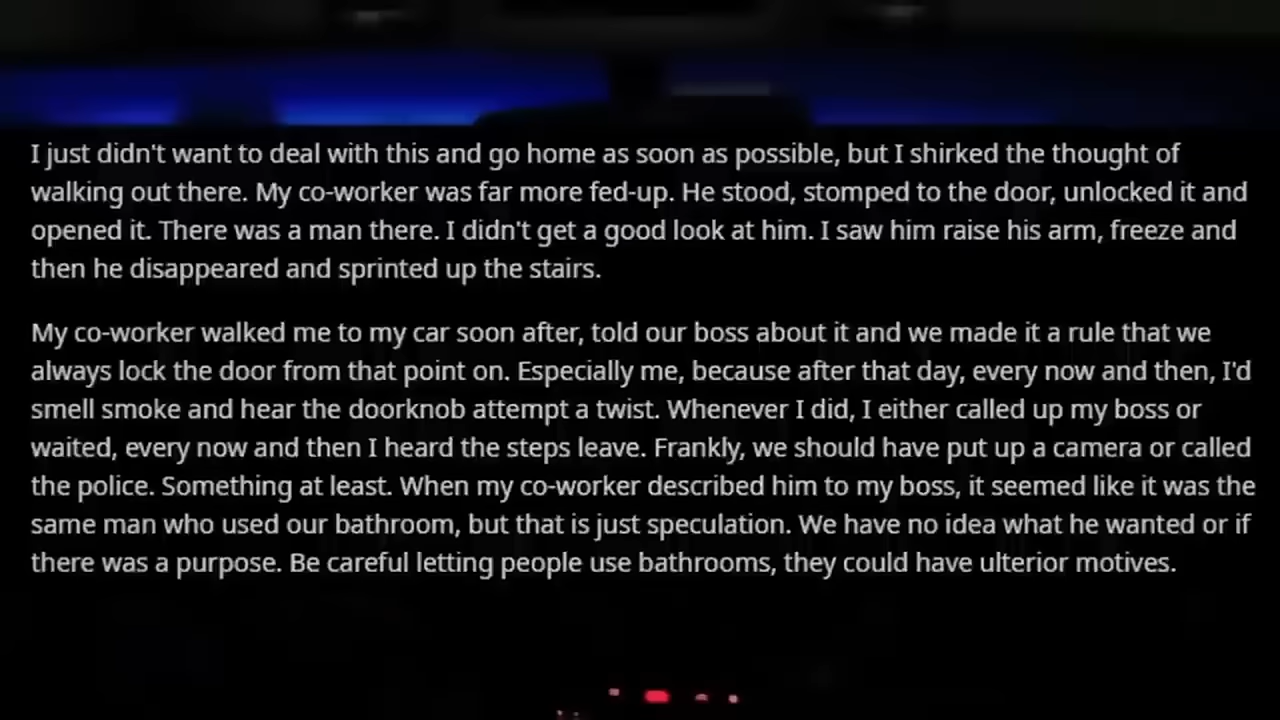 I just didn't want to deal with this and go home as soon as possible, but I shirked the thought of
walking out there. My co-worker was far more fed-up. He stood, stomped to the door, unlocked it and
opened it. There was a man there. I didn't get a good look at him. I saw him raise his arm, freeze and
then he disappeared and sprinted up the stairs.
My co-worker walked me to my car soon after, told our boss about it and we made it a rule that we
always lock the door from that point on. Especially me, because after that day, every now and then, I'd
smell smoke and hear the doorknob attempt a twist. Whenever I did, I either called up my boss or
waited, every now and then I heard the steps leave. Frankly, we should have put up a camera or called
the police. Something at least. When my co-worker described him to my boss, it seemed like it was the
same man who used our bathroom, but that is just speculation. We have no idea what he wanted or if
there was a purpose. Be careful letting people use bathrooms, they could have ulterior motives.